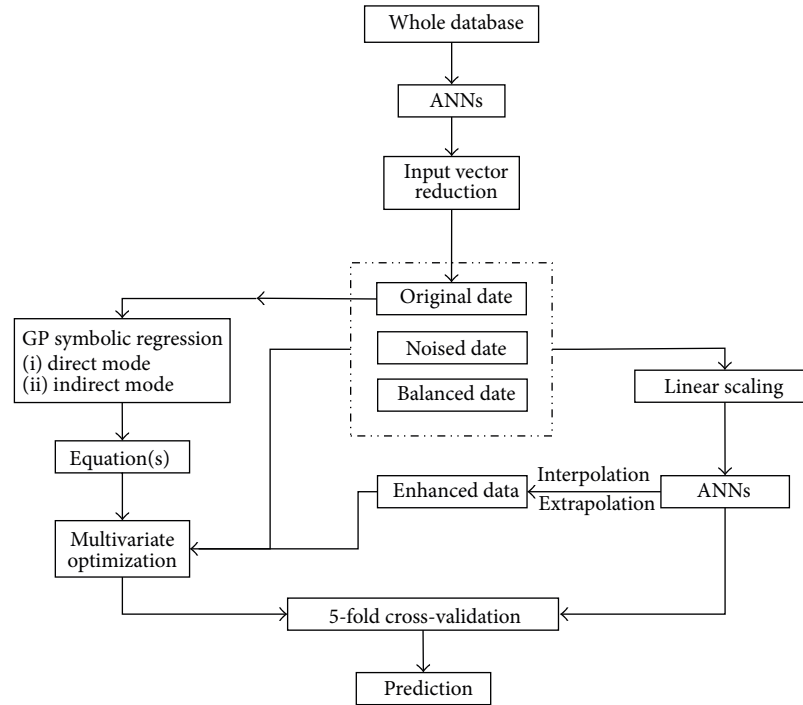 Whole database
ANNs
Input vector
reduction
Original date
Noised date
Balanced date
GP symbolic regression
(i) direct mode
(ii) indirect mode
Linear scaling
Equation(s)
Enhanced data
Interpolation
Extrapolation
ANNs
Multivariate
optimization
5-fold cross-validation
Prediction